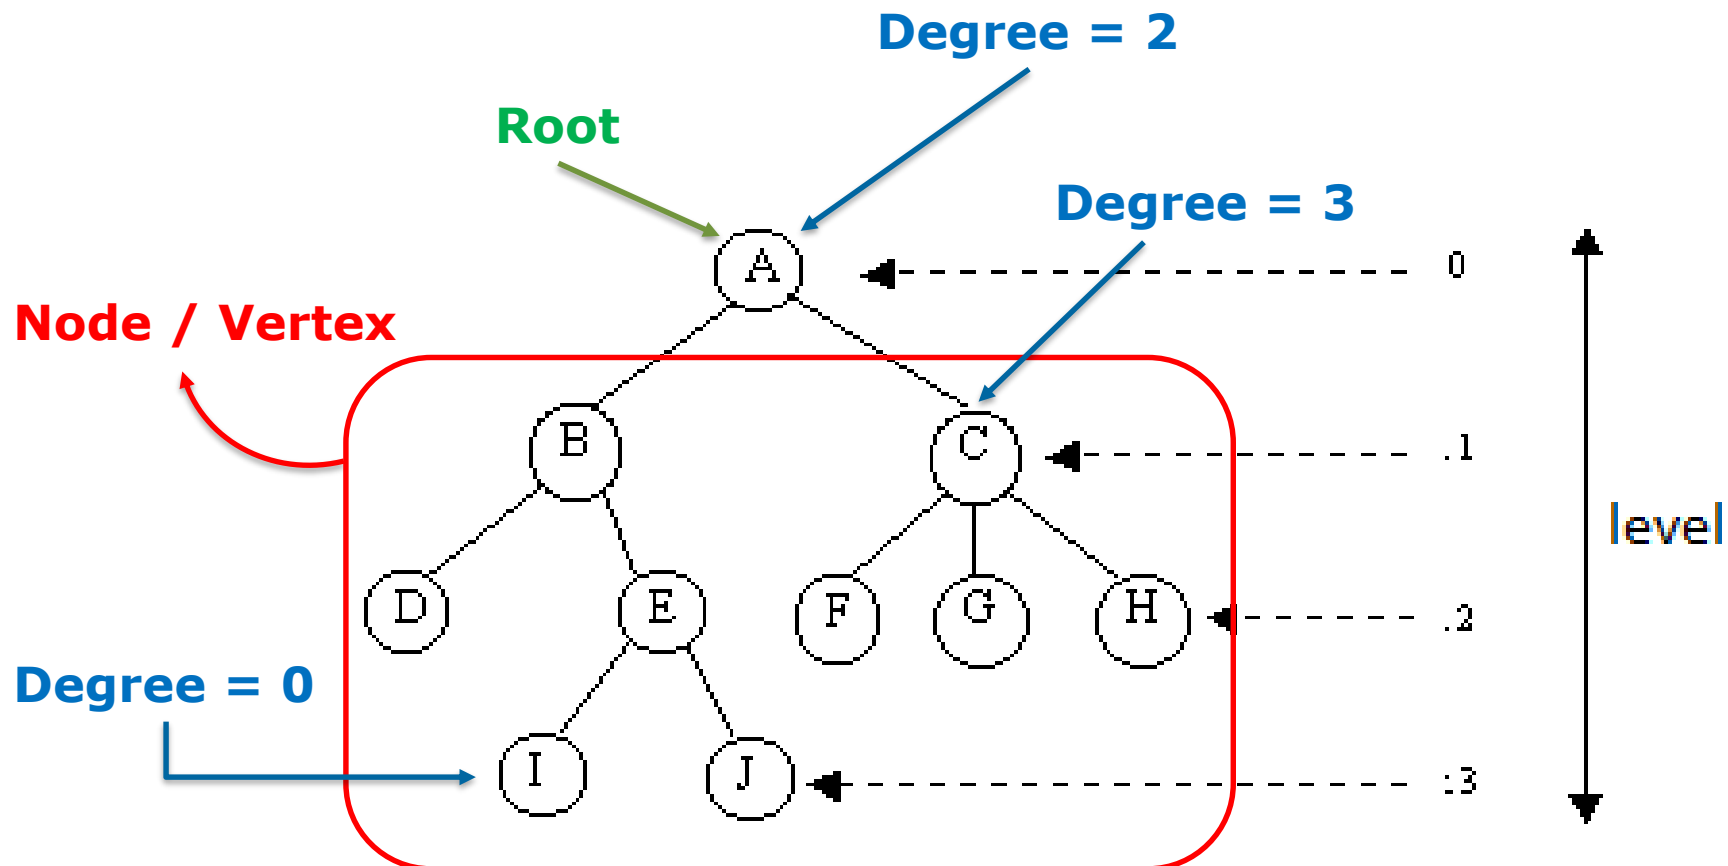 Degree = 2
Root
Degree = 3
A
0
Node / Vertex
B
C
.1
level
D
E
F
G
H
.2
Degree = 0
I
J
:3